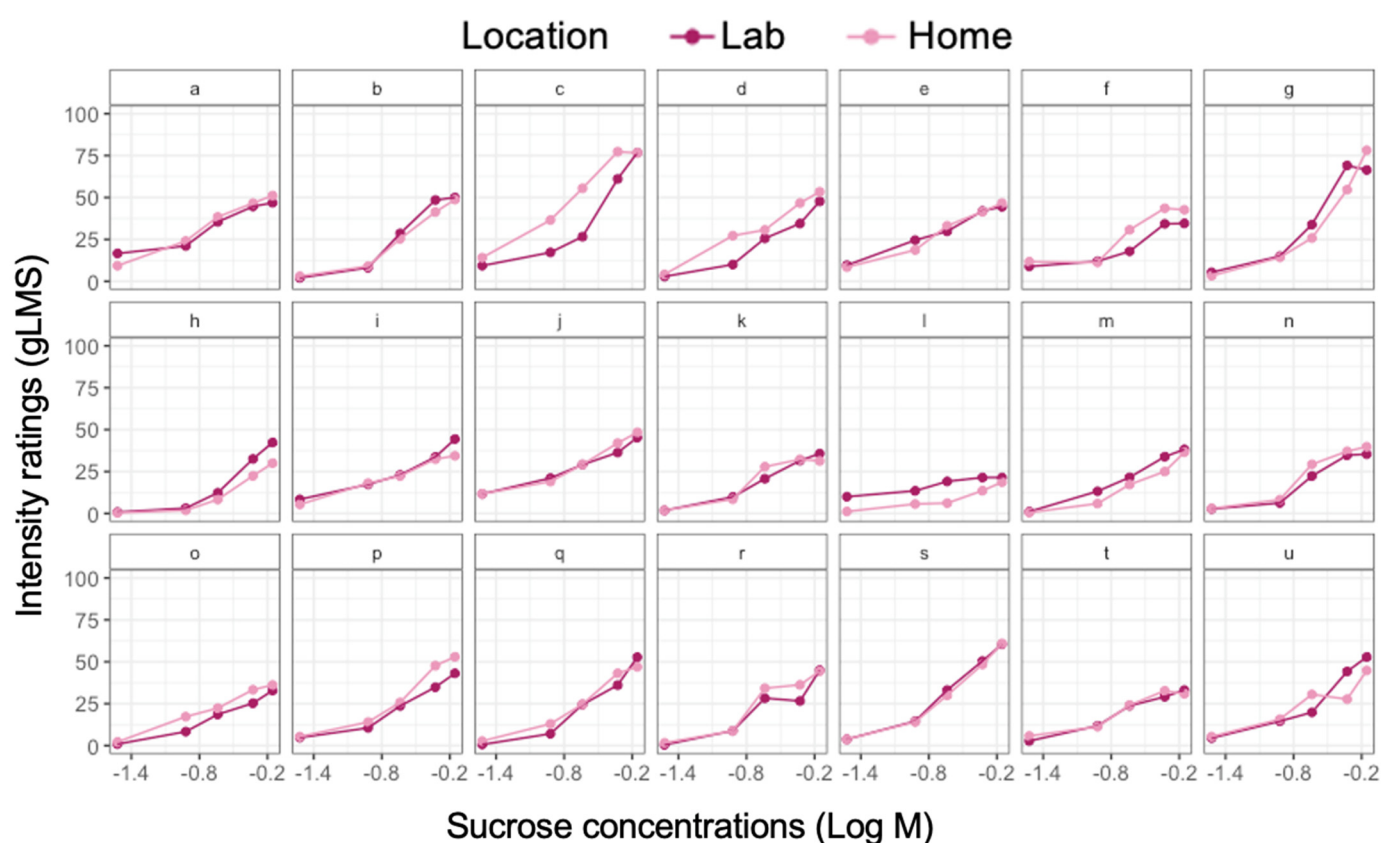 Location Lab Home
a b c d e f g
100
75
50
25
0
h i j k l m n
100
75
50
25
0
o p q r s t u
100
75
50
25
0
-1.4 -0.8 -0.2 -1.4 -0.8 -0.2 -1.4 -0.8 -0.2 -1.4 -0.8 -0.2 -1.4 -0.8 -0.2 -1.4 -0.8 -0.2 -1.4 -0.8 -0.2
Intensity ratings (gLMS)
Sucrose concentrations (Log M)